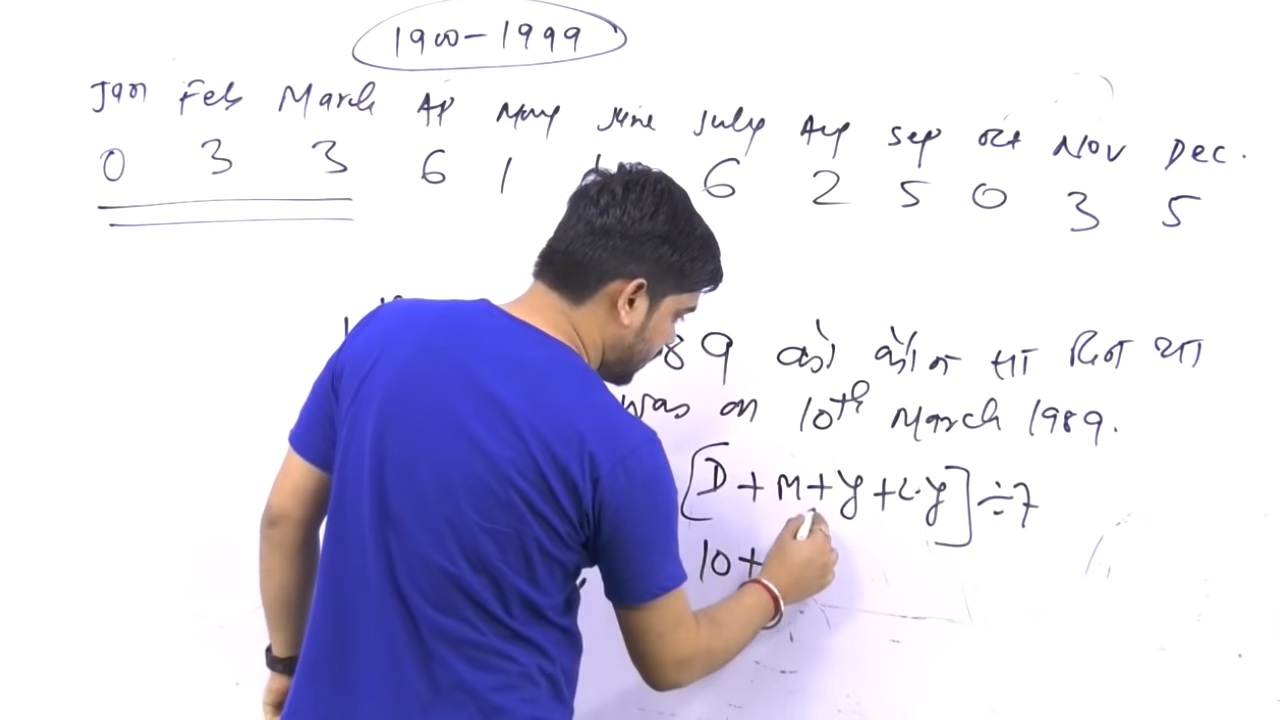 1900-1999
Jan Feb March Ap May June July Aug Sep Oct Nov Dec.
0 3 3 6 1 6 2 5 0 3 5
89 को कौन सा दिन था
was on 10th March 1989.
[D+M+Y+L.Y]÷7
10+